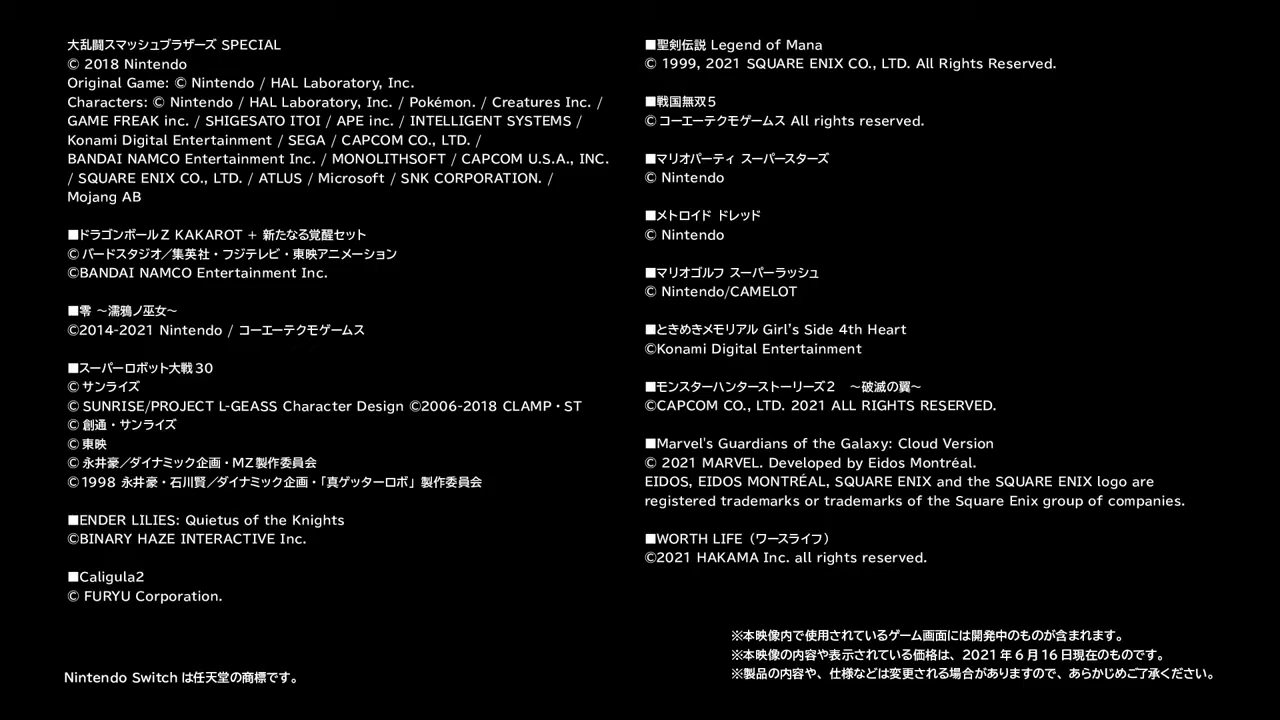 大乱闘スマッシュブラザーズ SPECIAL
© 2018 Nintendo
Original Game: © Nintendo / HAL Laboratory, Inc.
Characters: © Nintendo / HAL Laboratory, Inc. / Pokémon. / Creatures Inc. /
GAME FREAK inc. / SHIGESATO ITOI / APE inc. / INTELLIGENT SYSTEMS /
Konami Digital Entertainment / SEGA / CAPCOM CO., LTD. /
BANDAI NAMCO Entertainment Inc. / MONOLITHSOFT / CAPCOM U.S.A., INC.
/ SQUARE ENIX CO., LTD. / ATLUS / Microsoft / SNK CORPORATION. /
Mojang AB
■ドラゴンボールZ KAKAROT + 新たなる覚醒セット
© バードスタジオ／集英社・フジテレビ・東映アニメーション
©BANDAI NAMCO Entertainment Inc.
■零 ～濡鴉ノ巫女～
©2014-2021 Nintendo / コーエーテクモゲームス
■スーパーロボット大戦30
© サンライズ
© SUNRISE/PROJECT L-GEASS Character Design ©2006-2018 CLAMP・ST
© 創通・サンライズ
© 東映
© 永井豪／ダイナミック企画・MZ製作委員会
©1998 永井豪・石川賢／ダイナミック企画・「真ゲッターロボ」製作委員会
■ENDER LILIES: Quietus of the Knights
©BINARY HAZE INTERACTIVE Inc.
■Caligula2
© FURYU Corporation.
Nintendo Switch は任天堂の商標です。
■聖剣伝説 Legend of Mana
© 1999, 2021 SQUARE ENIX CO., LTD. All Rights Reserved.
■戦国無双5
© コーエーテクモゲームス All rights reserved.
■マリオパーティ スーパースターズ
© Nintendo
■メトロイド ドレッド
© Nintendo
■マリオゴルフ スーパーラッシュ
© Nintendo/CAMELOT
■ときめきメモリアル Girl's Side 4th Heart
©Konami Digital Entertainment
■モンスターハンターストーリーズ2　～破滅の翼～
©CAPCOM CO., LTD. 2021 ALL RIGHTS RESERVED.
■Marvel's Guardians of the Galaxy: Cloud Version
© 2021 MARVEL. Developed by Eidos Montréal.
EIDOS, EIDOS MONTRÉAL, SQUARE ENIX and the SQUARE ENIX logo are
registered trademarks or trademarks of the Square Enix group of companies.
■WORTH LIFE（ワースライフ）
©2021 HAKAMA Inc. all rights reserved.
※本映像内で使用されているゲーム画面には開発中のものが含まれます。
※本映像の内容や表示されている価格は、2021年6月16日現在のものです。
※製品の内容や、仕様などは変更される場合がありますので、あらかじめご了承ください。